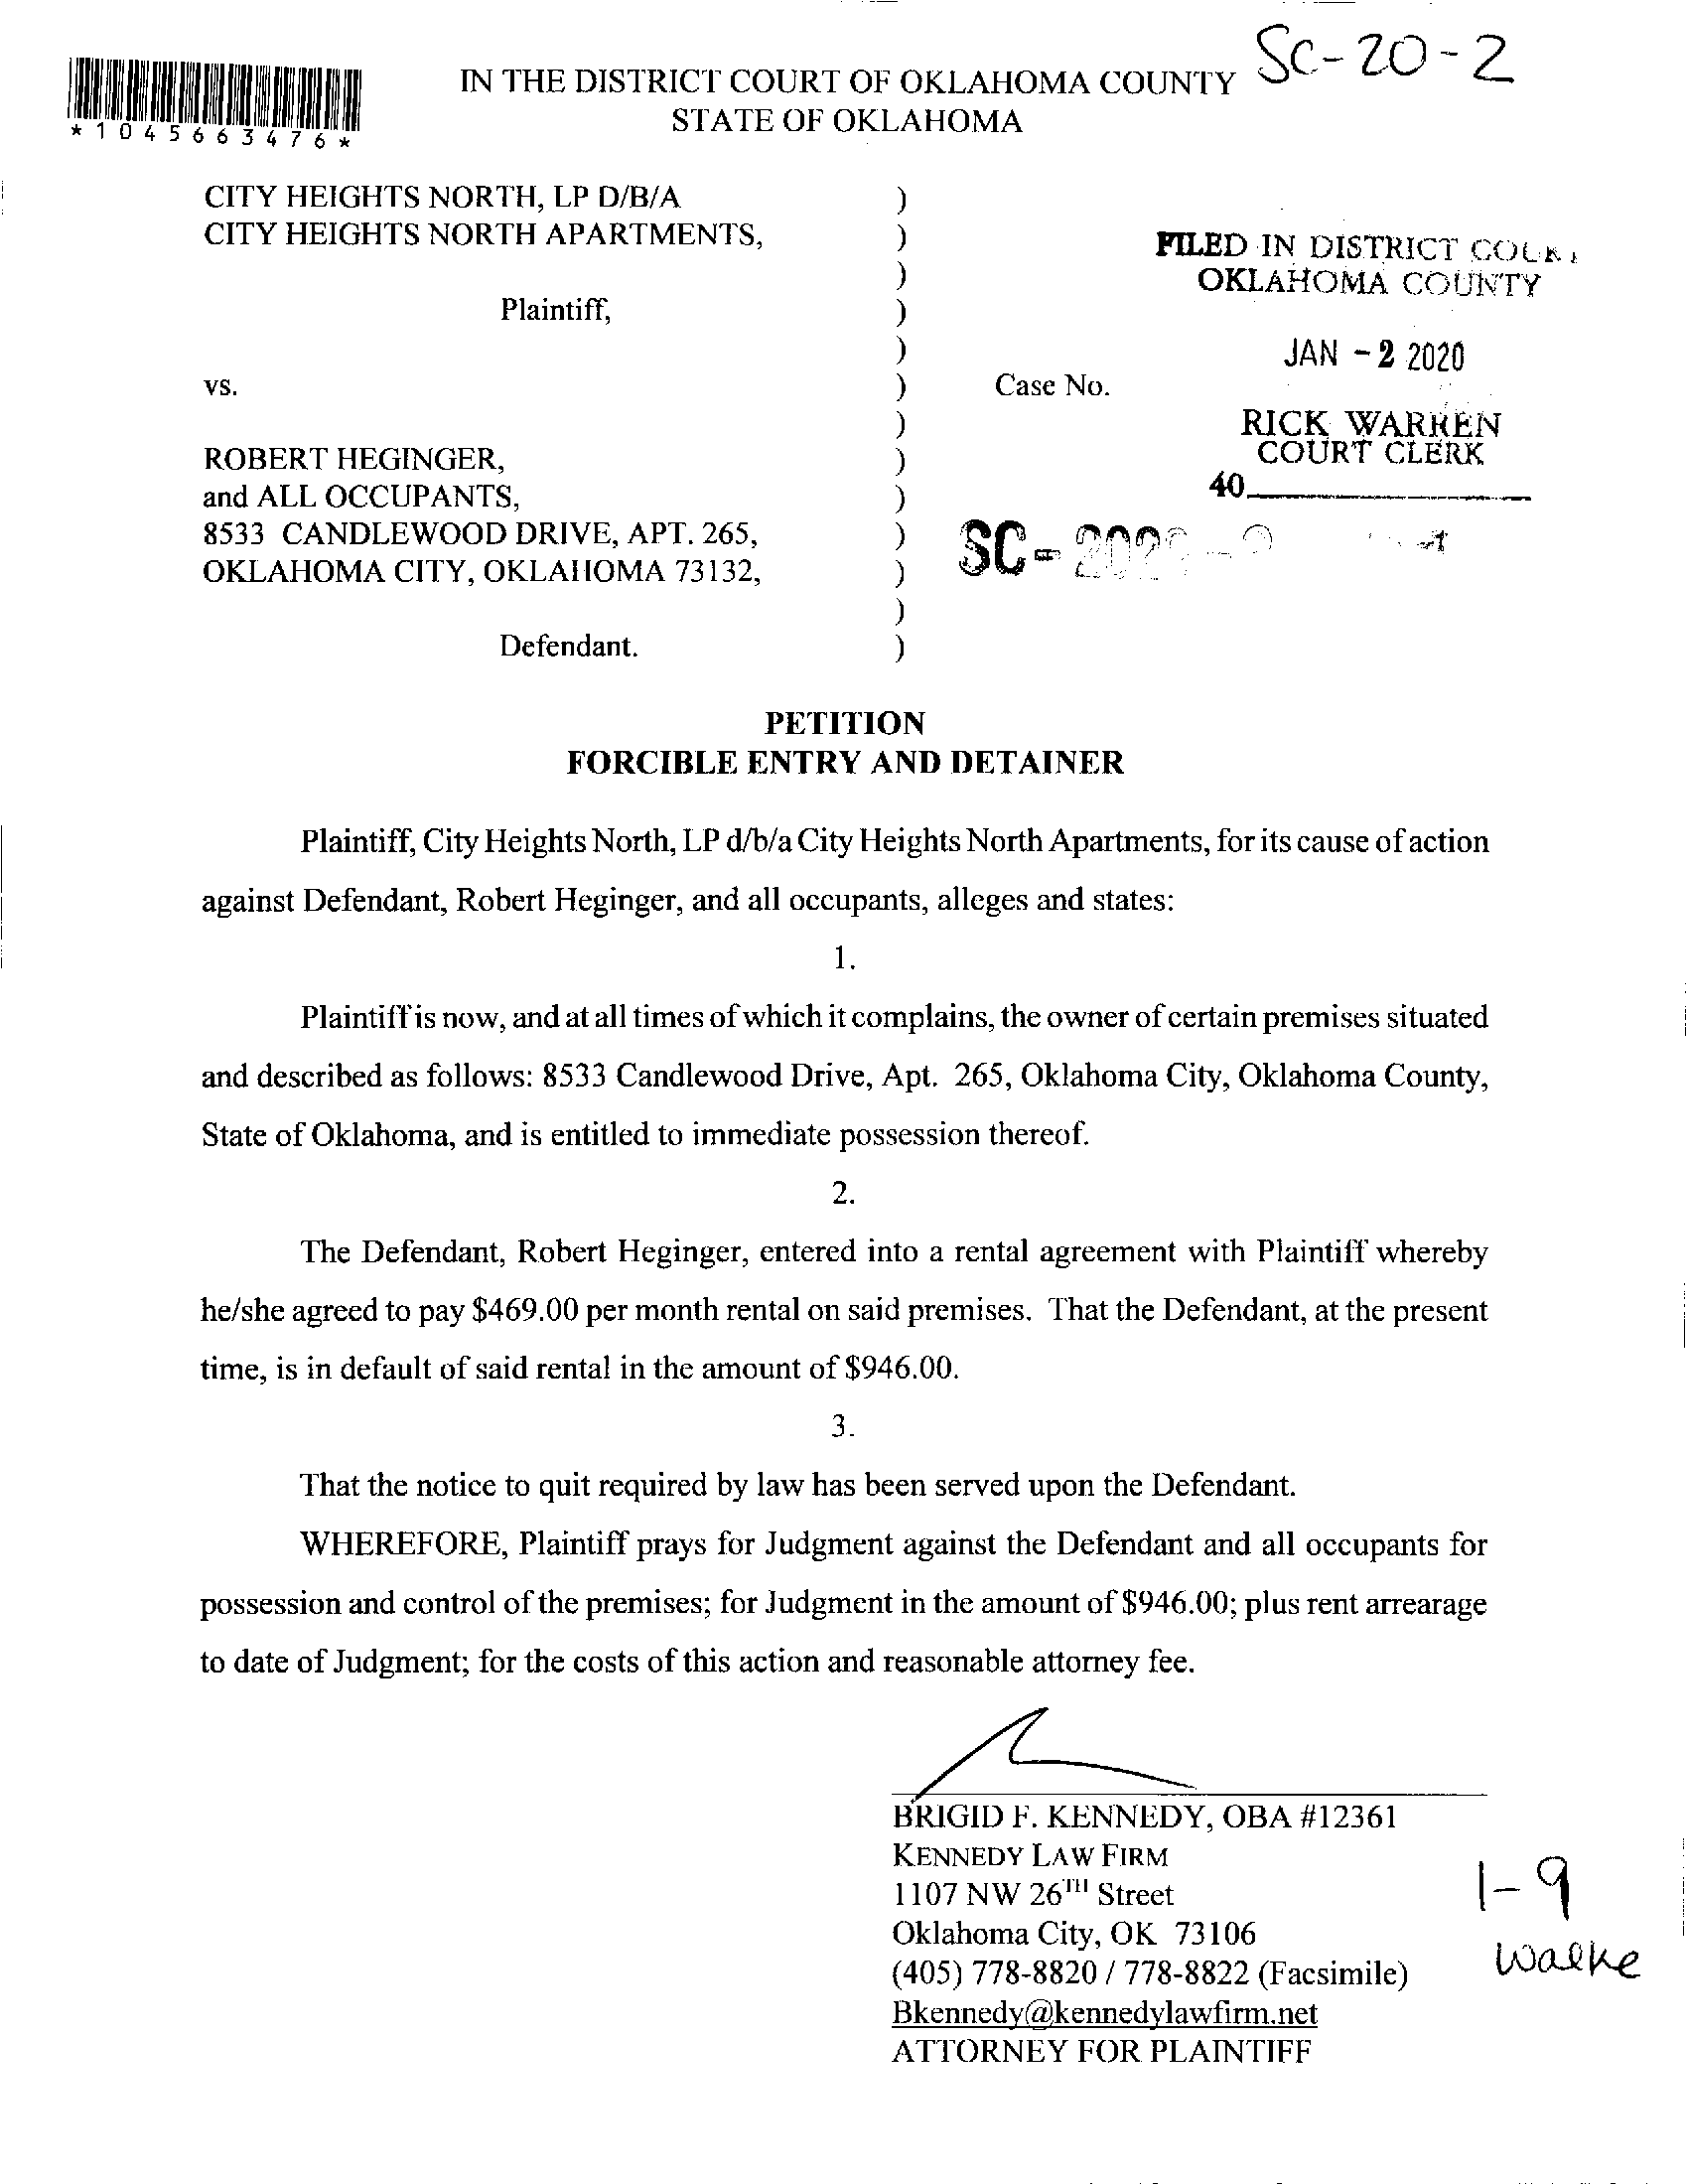 SC-20-2
IN THE DISTRICT COURT OF OKLAHOMA COUNTY
STATE OF OKLAHOMA
*1045663476*
CITY HEIGHTS NORTH, LP D/B/A )
CITY HEIGHTS NORTH APARTMENTS, )
)
Plaintiff, )
)
vs. ) Case No.
)
ROBERT HEGINGER, )
and ALL OCCUPANTS, )
8533 CANDLEWOOD DRIVE, APT. 265, )
OKLAHOMA CITY, OKLAHOMA 73132, )
)
Defendant. )
FILED IN DISTRICT COURT
OKLAHOMA COUNTY
JAN - 2 2020
RICK WARREN
COURT CLERK
40
SC-
PETITION
FORCIBLE ENTRY AND DETAINER
Plaintiff, City Heights North, LP d/b/a City Heights North Apartments, for its cause of action
against Defendant, Robert Heginger, and all occupants, alleges and states:
1.
Plaintiff is now, and at all times of which it complains, the owner of certain premises situated
and described as follows: 8533 Candlewood Drive, Apt. 265, Oklahoma City, Oklahoma County,
State of Oklahoma, and is entitled to immediate possession thereof.
2.
The Defendant, Robert Heginger, entered into a rental agreement with Plaintiff whereby
he/she agreed to pay $469.00 per month rental on said premises. That the Defendant, at the present
time, is in default of said rental in the amount of $946.00.
3.
That the notice to quit required by law has been served upon the Defendant.
WHEREFORE, Plaintiff prays for Judgment against the Defendant and all occupants for
possession and control of the premises; for Judgment in the amount of $946.00; plus rent arrearage
to date of Judgment; for the costs of this action and reasonable attorney fee.
BRIGID F. KENNEDY, OBA #12361
KENNEDY LAW FIRM
1107 NW 26TH Street
Oklahoma City, OK 73106
(405) 778-8820 / 778-8822 (Facsimile)
Bkennedy@kennedylawfirm.net
ATTORNEY FOR PLAINTIFF
1-9
Walke